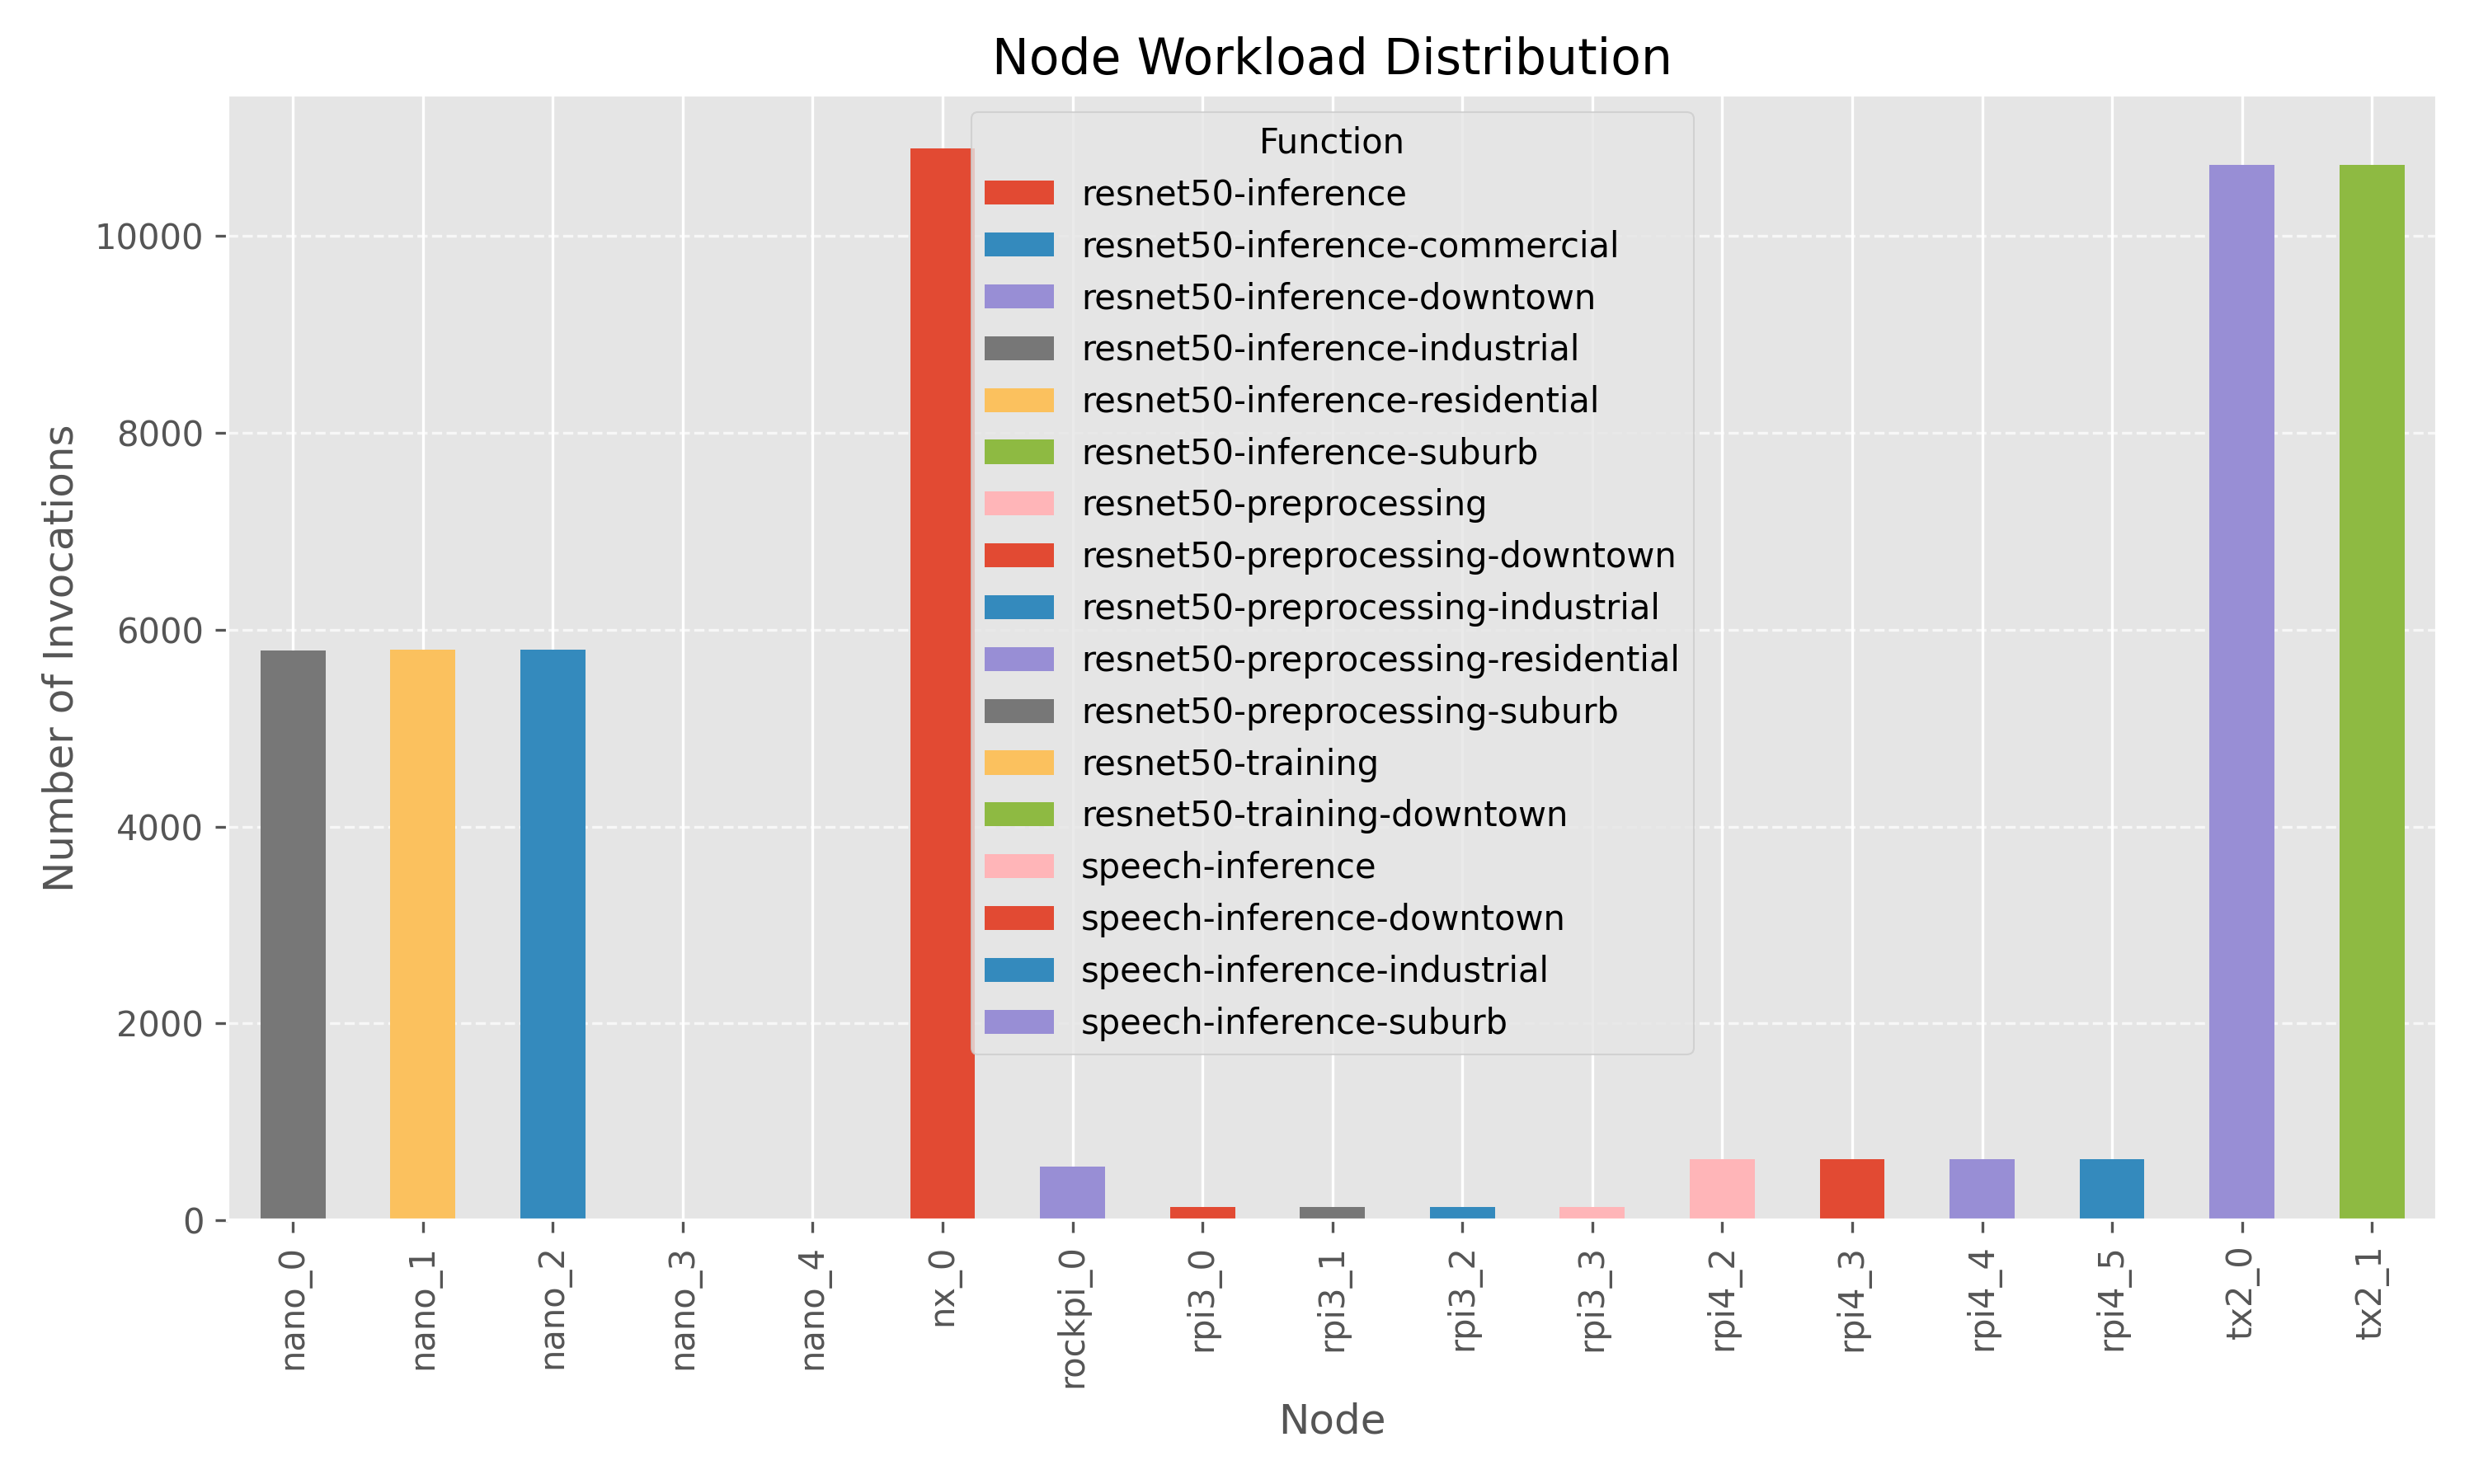 Node Workload Distribution
Function
resnet50-inference
resnet50-inference-commercial
resnet50-inference-downtown
resnet50-inference-industrial
resnet50-inference-residential
resnet50-inference-suburb
resnet50-preprocessing
resnet50-preprocessing-downtown
resnet50-preprocessing-industrial
resnet50-preprocessing-residential
resnet50-preprocessing-suburb
resnet50-training
resnet50-training-downtown
speech-inference
speech-inference-downtown
speech-inference-industrial
speech-inference-suburb
Number of Invocations
10000
8000
6000
4000
2000
0
nano_0
nano_1
nano_2
nano_3
nano_4
nx_0
rockpi_0
rpi3_0
rpi3_1
rpi3_2
rpi3_3
rpi4_2
rpi4_3
rpi4_4
rpi4_5
tx2_0
tx2_1
Node